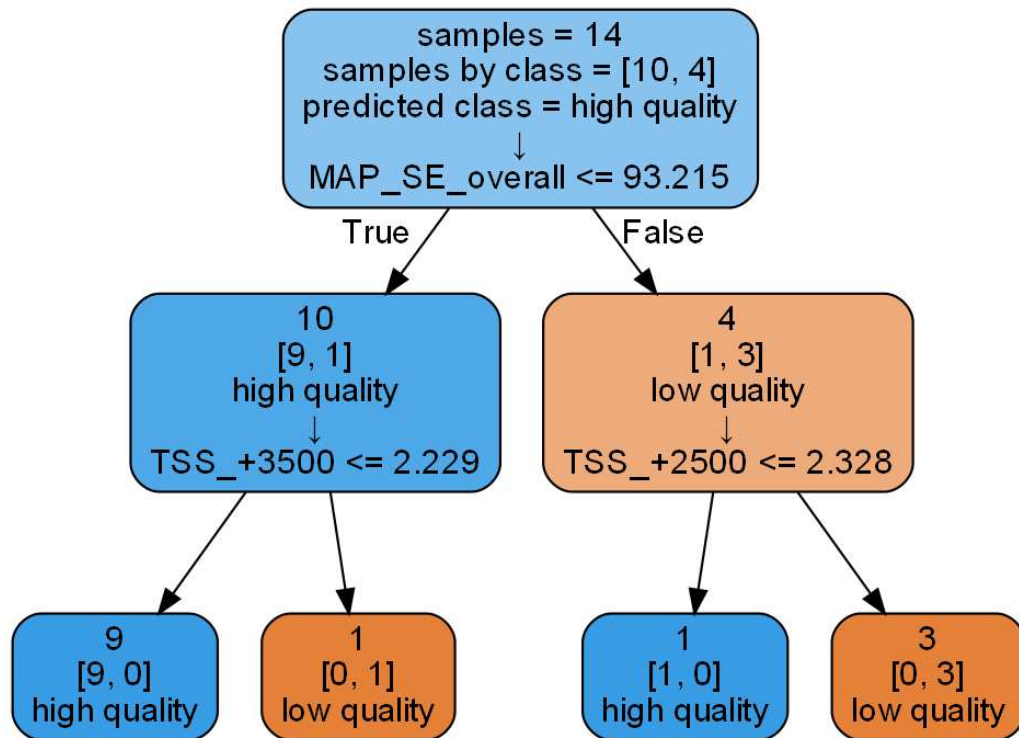 samples = 14
samples by class = [10, 4]
predicted class = high quality
↓
MAP_SE_overall <= 93.215
True
False
10
[9, 1]
high quality
↓
TSS_+3500 <= 2.229
4
[1, 3]
low quality
↓
TSS_+2500 <= 2.328
9
[9, 0]
high quality
1
[0, 1]
low quality
1
[1, 0]
high quality
3
[0, 3]
low quality